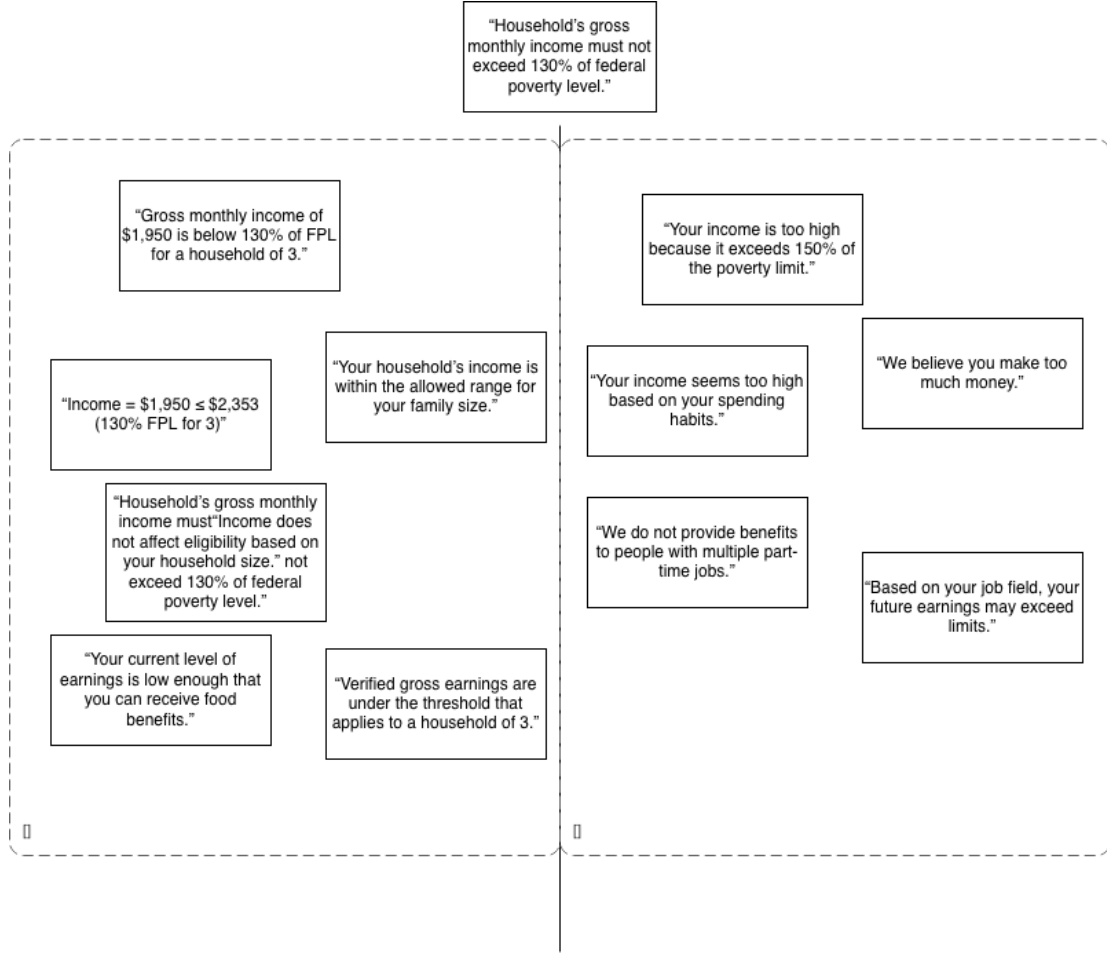 “Household’s gross
monthly income must not
exceed 130% of federal
poverty level.”
“Gross monthly income of
$1,950 is below 130% of FPL
for a household of 3.”
“Your household’s income is
within the allowed range for
your family size.”
“Income = $1,950 ≤ $2,353
(130% FPL for 3)”
“Household’s gross monthly
income must“Income does
not affect eligibility based on
your household size.” not
exceed 130% of federal
poverty level.”
“Your current level of
earnings is low enough that
you can receive food
benefits.”
“Verified gross earnings are
under the threshold that
applies to a household of 3.”
[]
“Your income is too high
because it exceeds 150% of
the poverty limit.”
“We believe you make too
much money.”
“Your income seems too high
based on your spending
habits.”
“We do not provide benefits
to people with multiple part-
time jobs.”
“Based on your job field, your
future earnings may exceed
limits.”
[]